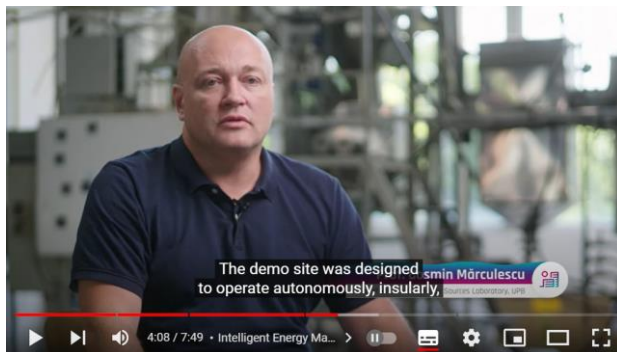 The demo site was designed
smin Mărculescu
to operate autonomously, insularly,
Sources Laboratory, UPB
4:08 / 7:49 • Intelligent Energy Ma... >